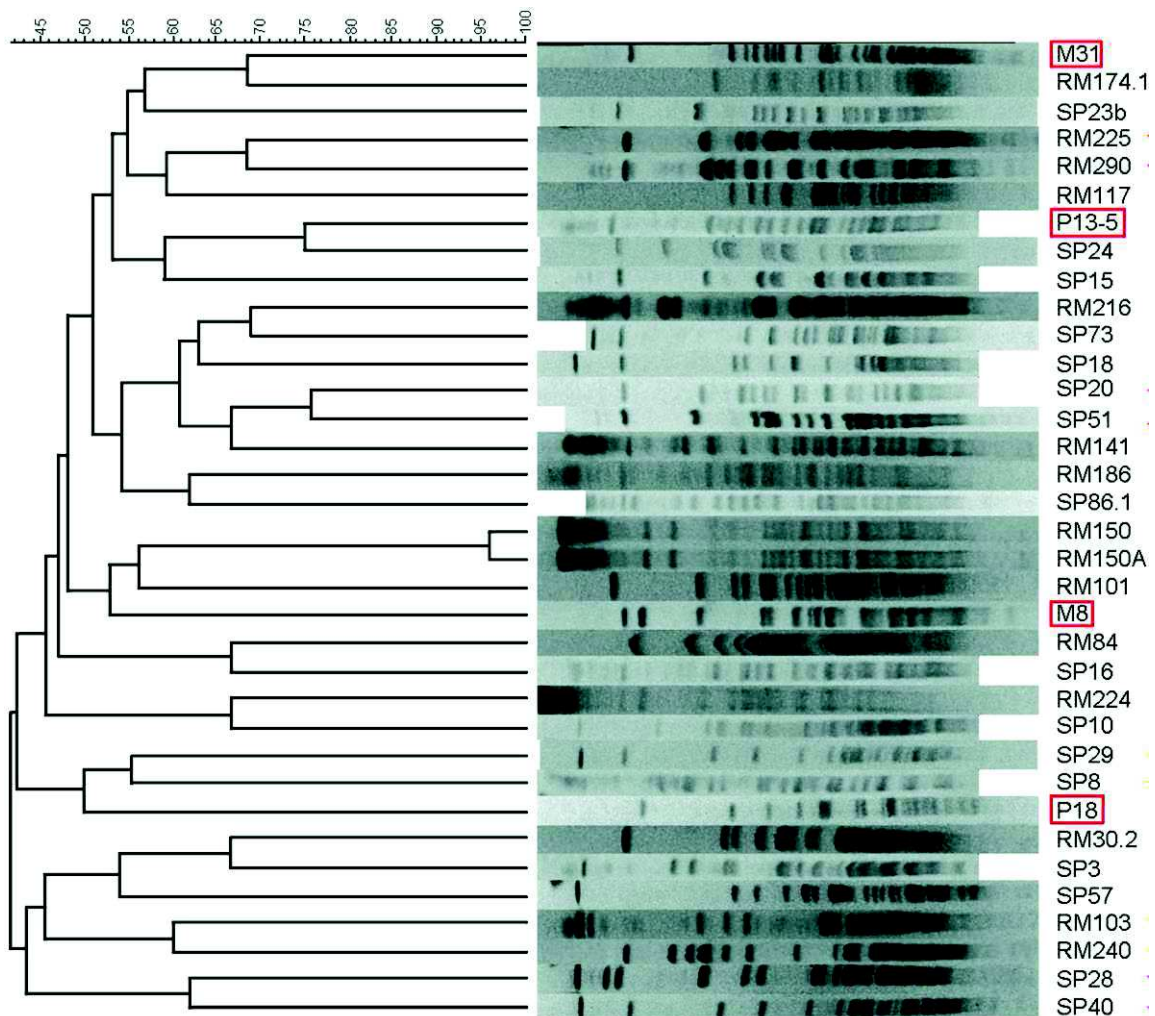 45 50 55 60 65 70 75 80 85 90 95 100
M31
RM174.1
SP23b
RM225
RM290
RM117
P13-5
SP24
SP15
RM216
SP73
SP18
SP20
SP51
RM141
RM186
SP86.1
RM150
RM150A
RM101
M8
RM84
SP16
RM224
SP10
SP29
SP8
P18
RM30.2
SP3
SP57
RM103
RM240
SP28
SP40